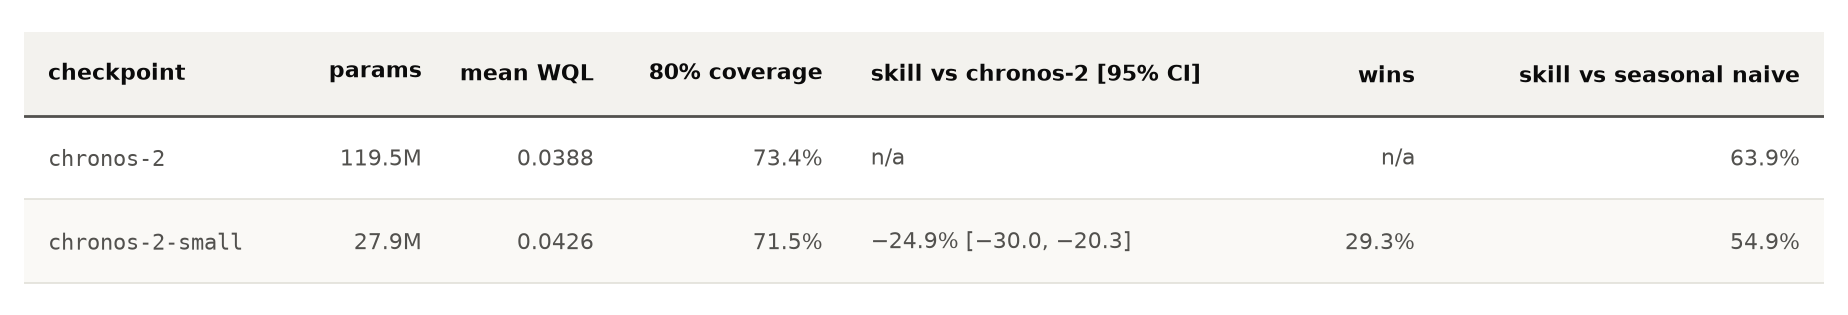 checkpoint params mean WQL 80% coverage skill vs chronos-2 [95% CI] wins skill vs seasonal naive
chronos-2 119.5M 0.0388 73.4% n/a n/a 63.9%
chronos-2-small 27.9M 0.0426 71.5% −24.9% [−30.0, −20.3] 29.3% 54.9%